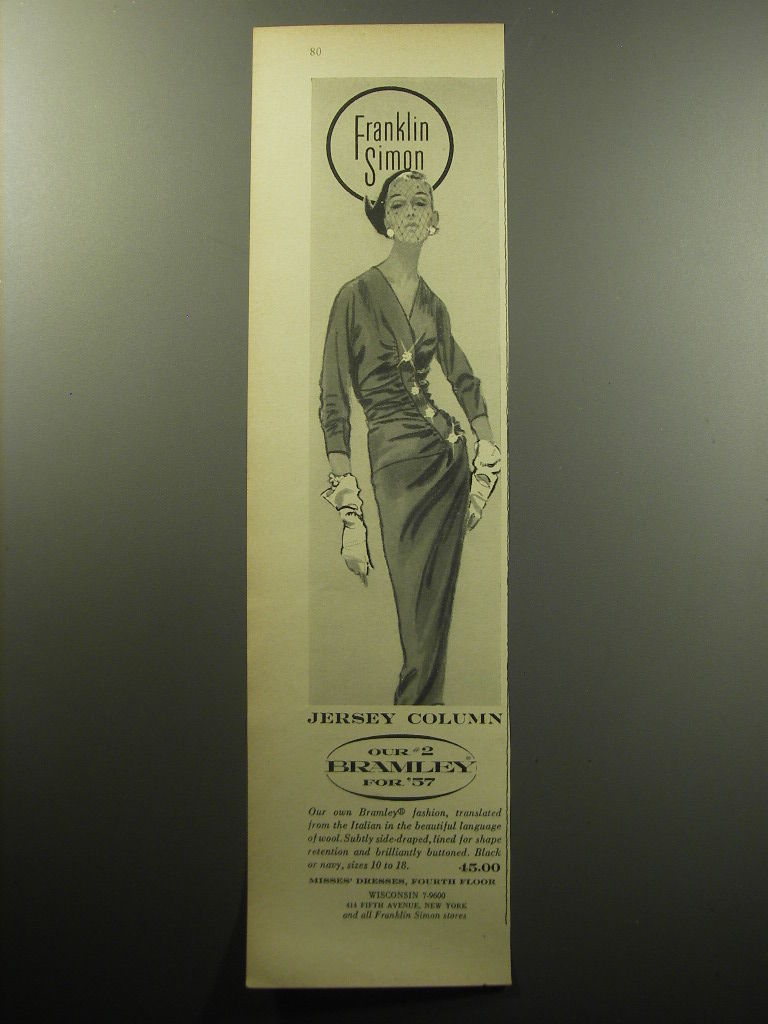 80
Franklin
Simon
JERSEY COLUMN
OUR #2
BRAMLEY®
FOR '57
Our own Bramley® fashion, translated
from the Italian in the beautiful language
of wool. Subtly side-draped, lined for shape
retention and brilliantly buttoned. Black
or navy, sizes 10 to 18. 45.00
MISSES' DRESSES, FOURTH FLOOR
WISCONSIN 7-9600
414 FIFTH AVENUE, NEW YORK
and all Franklin Simon stores